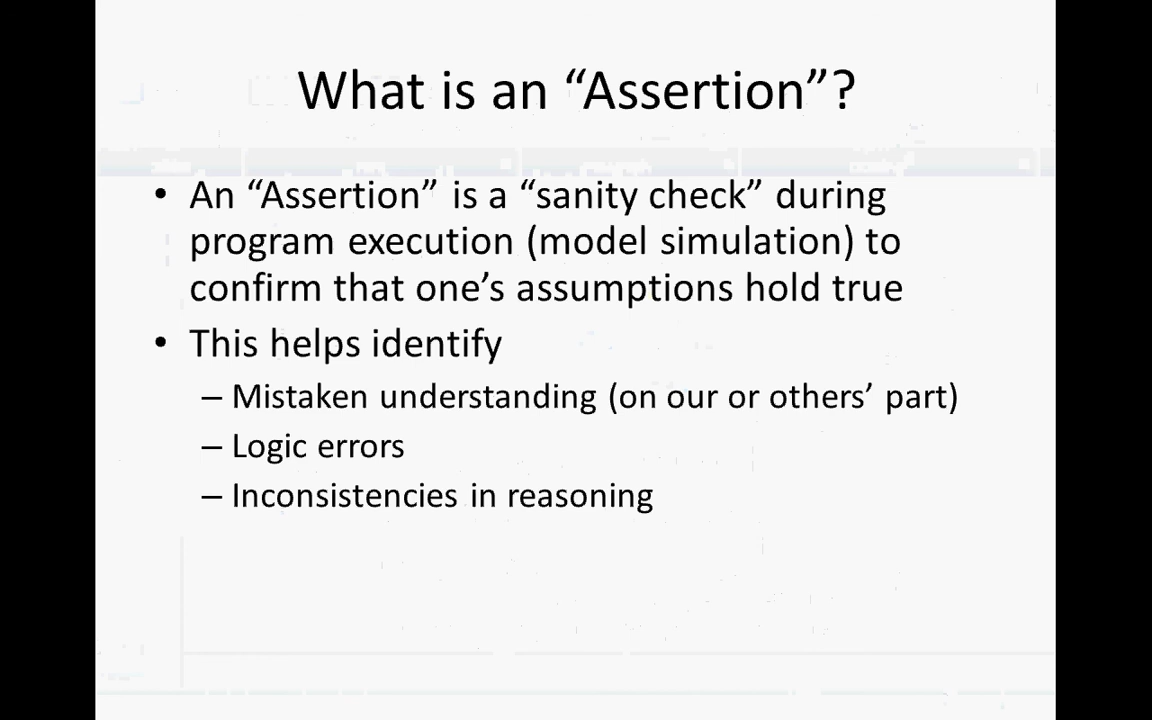 What is an “Assertion”?
• An “Assertion” is a “sanity check” during
program execution (model simulation) to
confirm that one’s assumptions hold true
• This helps identify
– Mistaken understanding (on our or others’ part)
– Logic errors
– Inconsistencies in reasoning